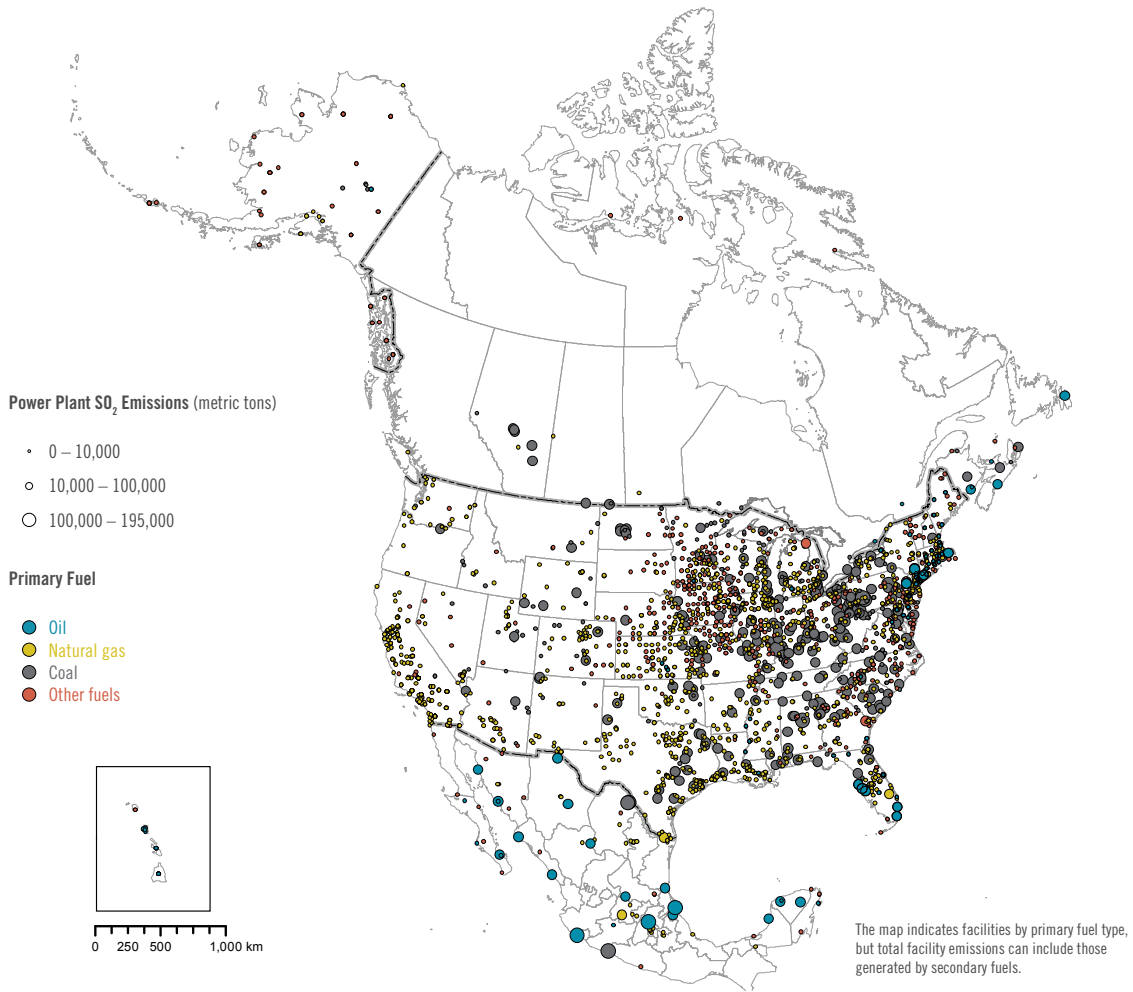 Power Plant SO2 Emissions (metric tons)
0 – 10,000
10,000 – 100,000
100,000 – 195,000
Primary Fuel
Oil
Natural gas
Coal
Other fuels
0 250 500 1,000 km
The map indicates facilities by primary fuel type,
but total facility emissions can include those
generated by secondary fuels.